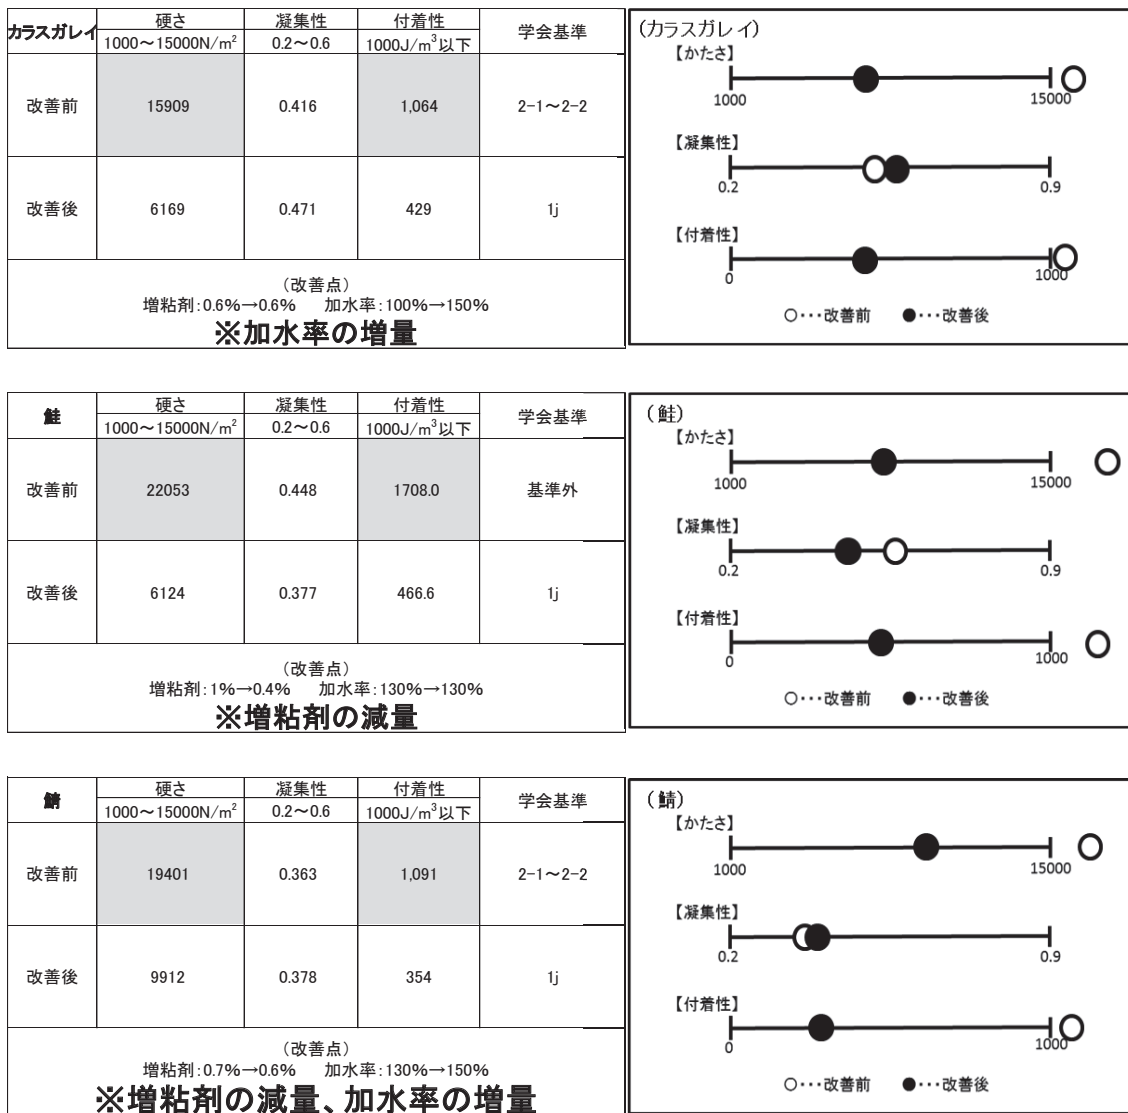 カラスガレイ 硬さ 凝集性 付着性 学会基準
1000～15000N/m² 0.2～0.6 1000J/m³以下
改善前 15909 0.416 1,064 2-1～2-2
改善後 6169 0.471 429 1j
（改善点）
増粘剤：0.6%→0.6% 加水率：100%→150%
※加水率の増量
（カラスガレイ）
【かたさ】
1000 15000
【凝集性】
0.2 0.9
【付着性】
0 1000
○･･･改善前 ●･･･改善後
鮭 硬さ 凝集性 付着性 学会基準
1000～15000N/m² 0.2～0.6 1000J/m³以下
改善前 22053 0.448 1708.0 基準外
改善後 6124 0.377 466.6 1j
（改善点）
増粘剤：1%→0.4% 加水率：130%→130%
※増粘剤の減量
（鮭）
【かたさ】
1000 15000
【凝集性】
0.2 0.9
【付着性】
0 1000
○･･･改善前 ●･･･改善後
鯖 硬さ 凝集性 付着性 学会基準
1000～15000N/m² 0.2～0.6 1000J/m³以下
改善前 19401 0.363 1,091 2-1～2-2
改善後 9912 0.378 354 1j
（改善点）
増粘剤：0.7%→0.6% 加水率：130%→150%
※増粘剤の減量、加水率の増量
（鯖）
【かたさ】
1000 15000
【凝集性】
0.2 0.9
【付着性】
0 1000
○･･･改善前 ●･･･改善後